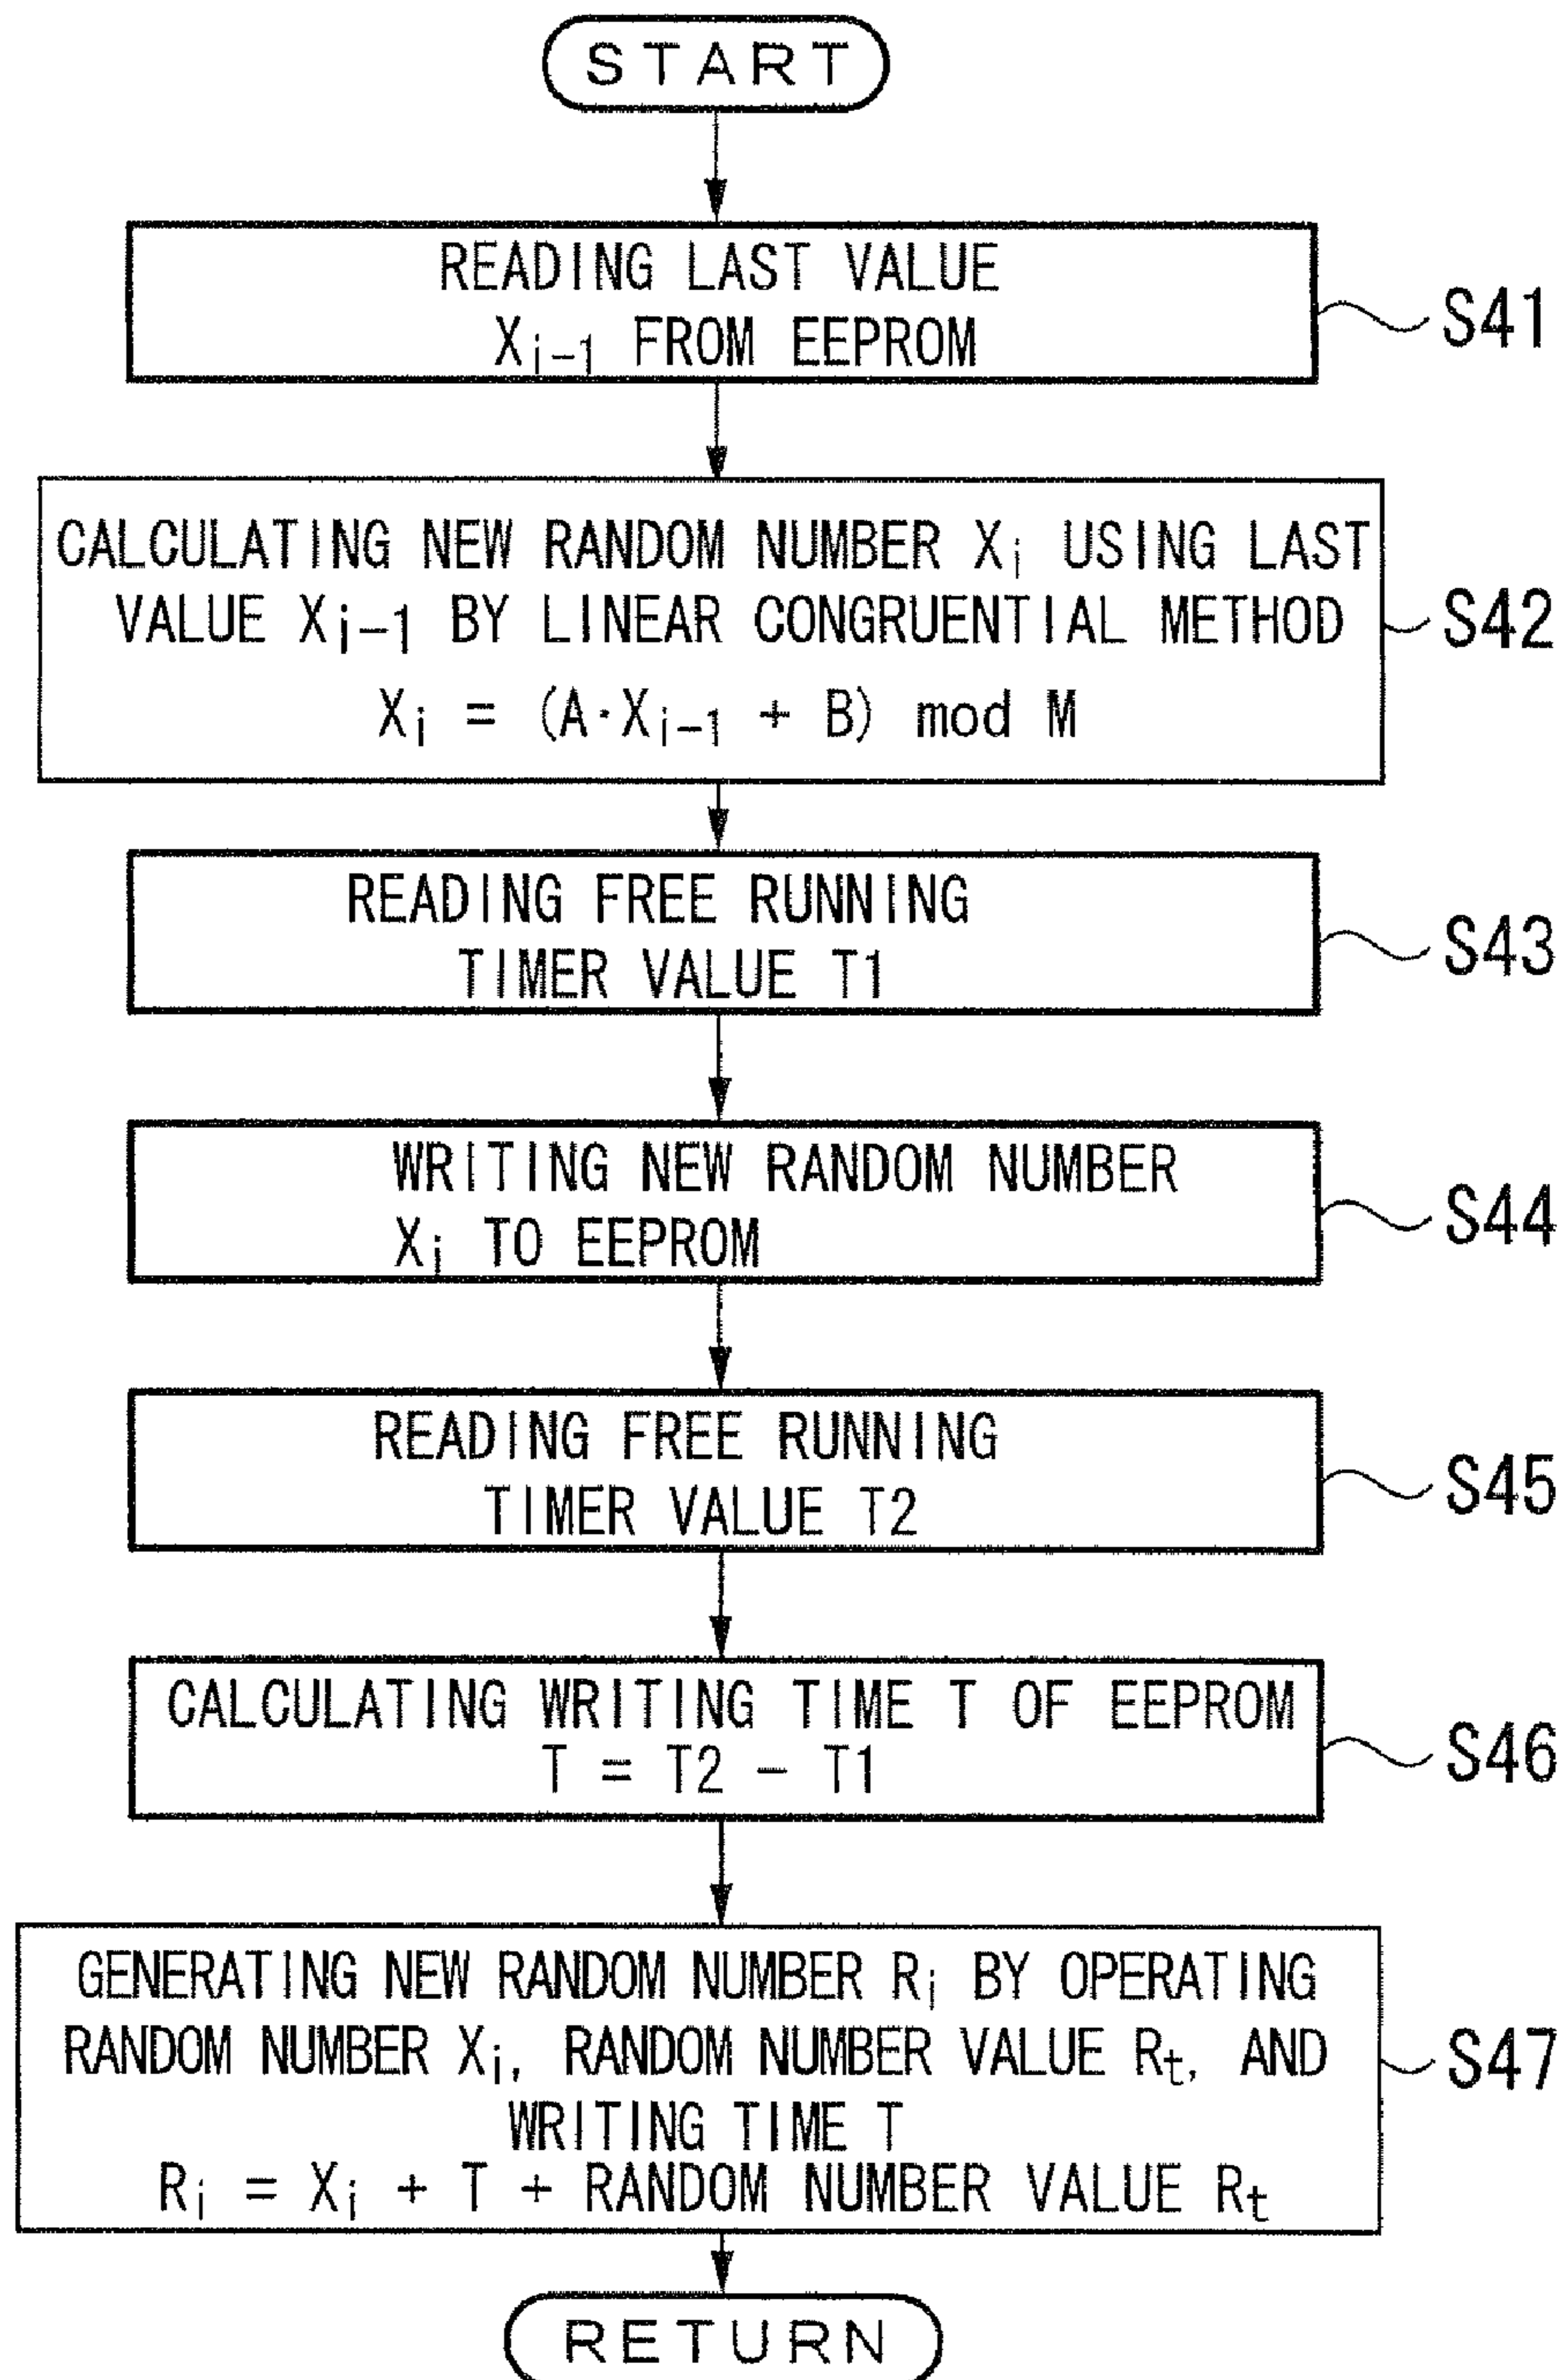 START
READING LAST VALUE
Xi-1 FROM EEPROM
S41
CALCULATING NEW RANDOM NUMBER Xi USING LAST
VALUE Xi-1 BY LINEAR CONGRUENTIAL METHOD
Xi = (A·Xi-1 + B) mod M
S42
READING FREE RUNNING
TIMER VALUE T1
S43
WRITING NEW RANDOM NUMBER
Xi TO EEPROM
S44
READING FREE RUNNING
TIMER VALUE T2
S45
CALCULATING WRITING TIME T OF EEPROM
T = T2 - T1
S46
GENERATING NEW RANDOM NUMBER Ri BY OPERATING
RANDOM NUMBER Xi, RANDOM NUMBER VALUE Rt, AND
WRITING TIME T
Ri = Xi + T + RANDOM NUMBER VALUE Rt
S47
RETURN